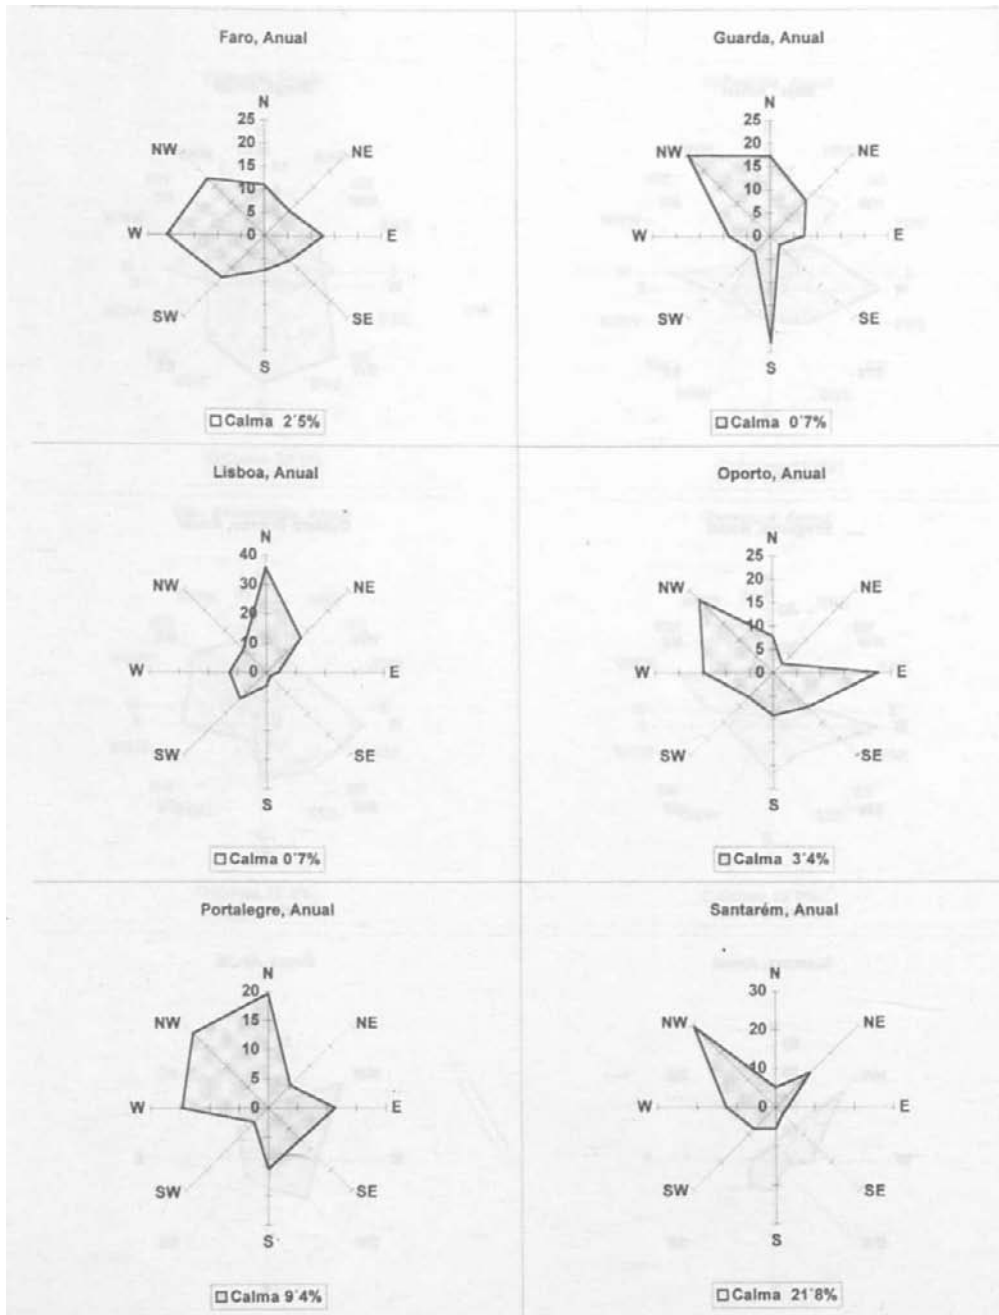 Faro, Anual
N
25
20
15
10
5
0
NW
NE
W
E
SW
SE
S
Calma 2´5%
Guarda, Anual
N
25
20
15
10
5
0
NW
NE
W
E
SW
SE
S
Calma 0´7%
Lisboa, Anual
N
40
30
20
10
0
NW
NE
W
E
SW
SE
S
Calma 0´7%
Oporto, Anual
N
25
20
15
10
5
0
NW
NE
W
E
SW
SE
S
Calma 3´4%
Portalegre, Anual
N
20
15
10
5
0
NW
NE
W
E
SW
SE
S
Calma 9´4%
Santarém, Anual
N
30
20
10
0
NW
NE
W
E
SW
SE
S
Calma 21´8%